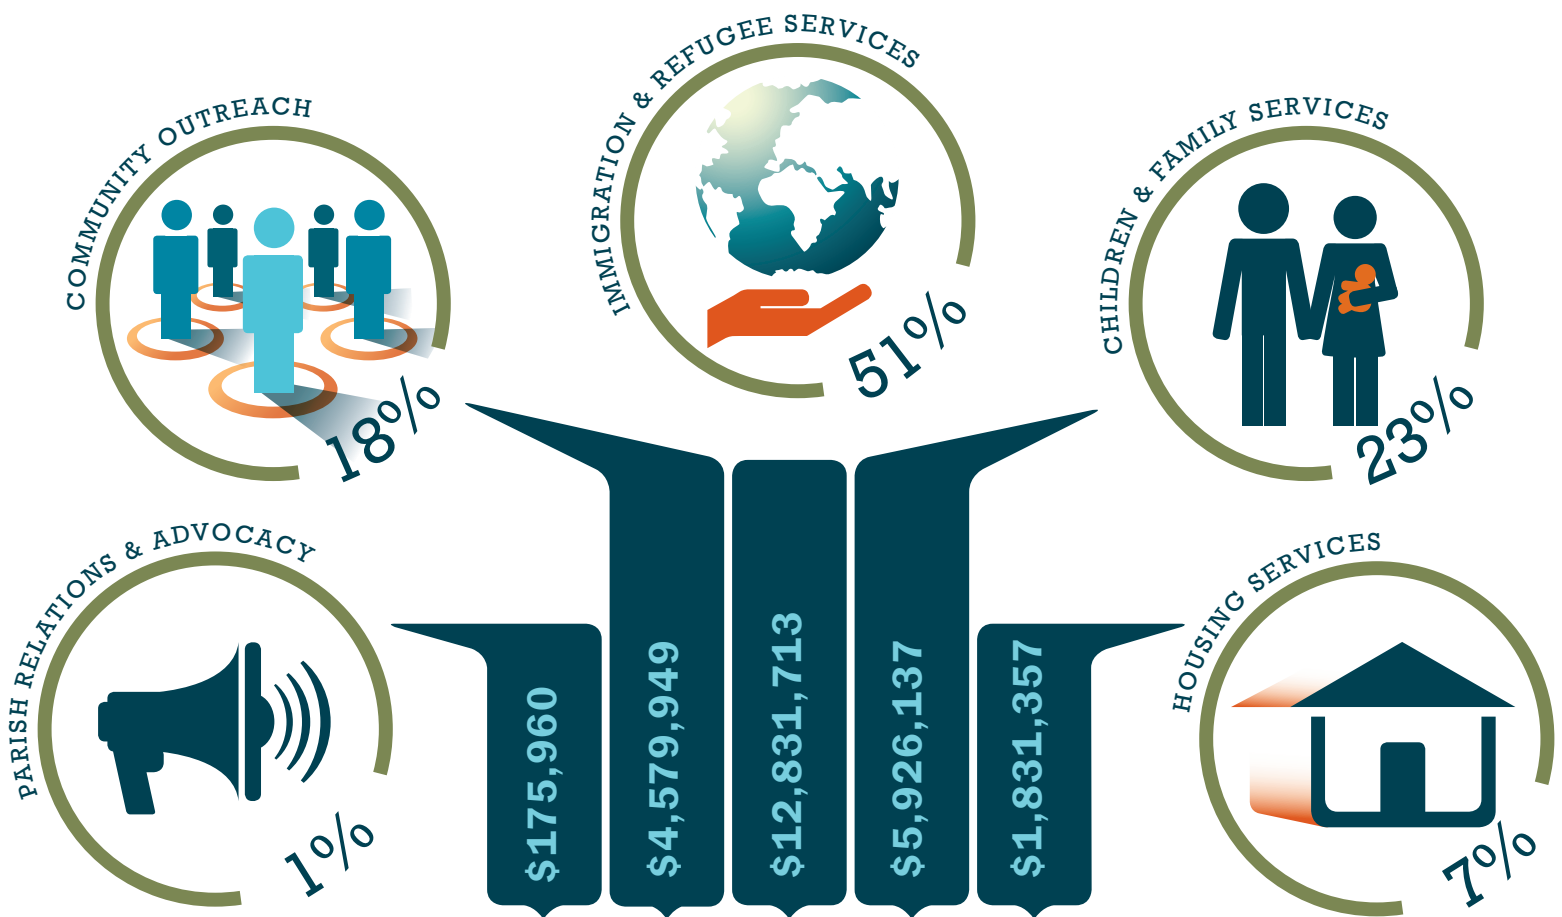 IMMIGRATION & REFUGEE SERVICES
51%
COMMUNITY OUTREACH
18%
CHILDREN & FAMILY SERVICES
23%
PARISH RELATIONS & ADVOCACY
1%
HOUSING SERVICES
7%
$175,960
$4,579,949
$12,831,713
$5,926,137
$1,831,357